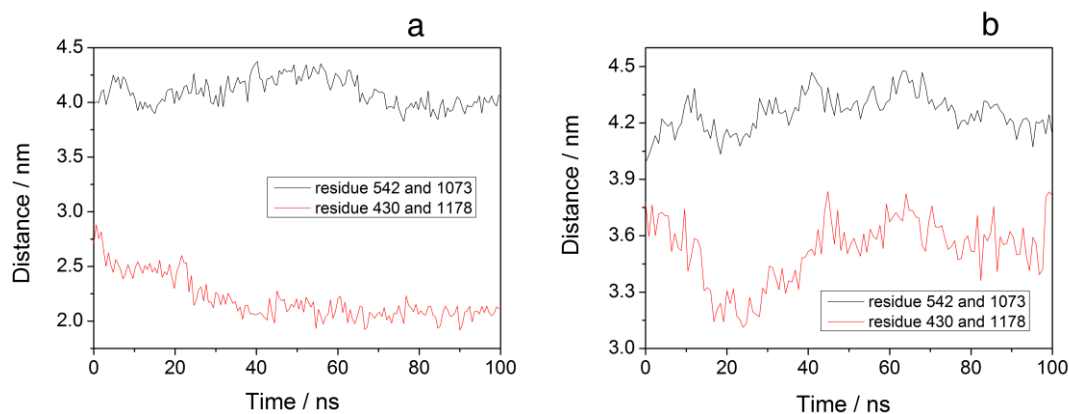 a
4.5
4.0
4.5
3.0
2.5
2.0
Distance / nm
residue 542 and 1073
residue 430 and 1178
0 20 40 60 80 100
Time / ns
b
4.5
4.2
3.9
3.6
3.3
3.0
Distance / nm
residue 542 and 1073
residue 430 and 1178
0 20 40 60 80 100
Time / ns